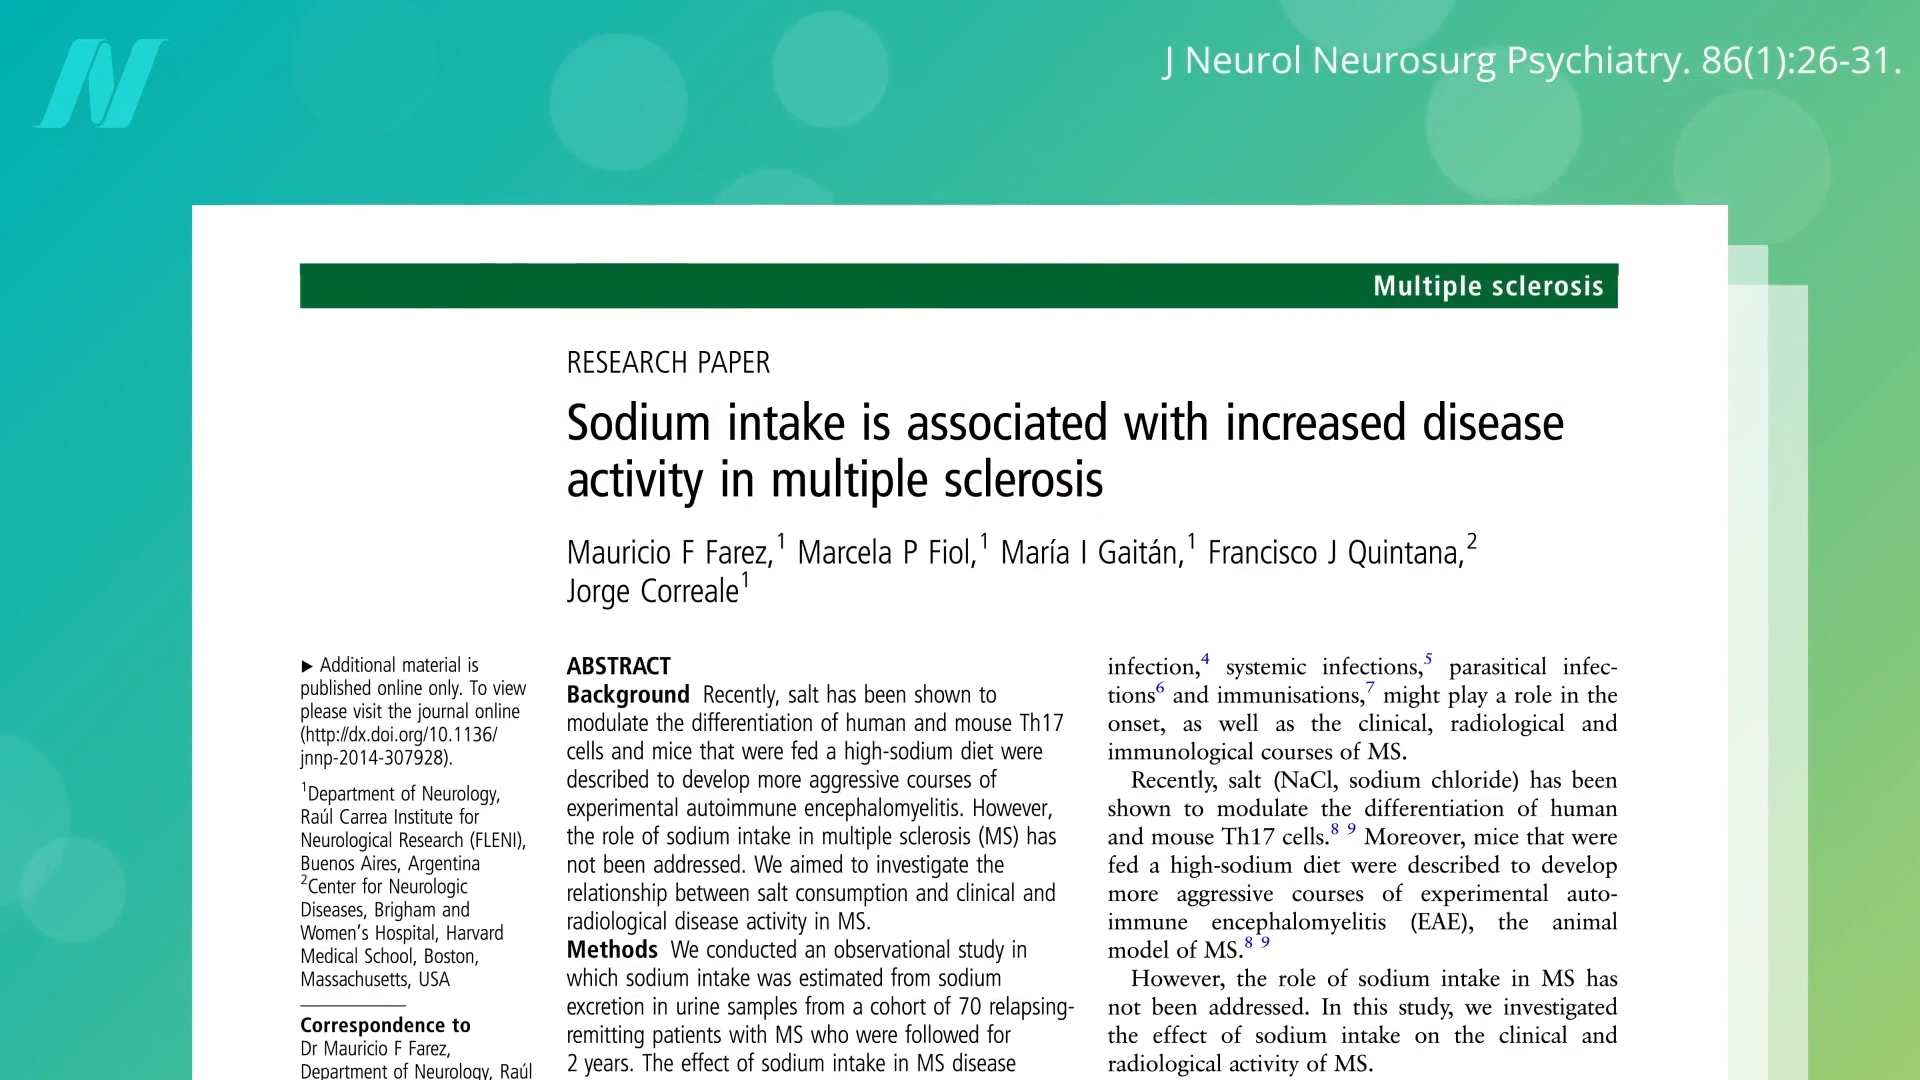 J Neurol Neurosurg Psychiatry. 86(1):26-31.
Multiple sclerosis
RESEARCH PAPER
Sodium intake is associated with increased disease
activity in multiple sclerosis
Mauricio F Farez,1 Marcela P Fiol,1 María I Gaitán,1 Francisco J Quintana,2
Jorge Correale1
▶ Additional material is
published online only. To view
please visit the journal online
(http://dx.doi.org/10.1136/
jnnp-2014-307928).
1Department of Neurology,
Raúl Carrea Institute for
Neurological Research (FLENI),
Buenos Aires, Argentina
2Center for Neurologic
Diseases, Brigham and
Women's Hospital, Harvard
Medical School, Boston,
Massachusetts, USA
Correspondence to
Dr Mauricio F Farez,
Department of Neurology, Raúl
ABSTRACT
Background Recently, salt has been shown to
modulate the differentiation of human and mouse Th17
cells and mice that were fed a high-sodium diet were
described to develop more aggressive courses of
experimental autoimmune encephalomyelitis. However,
the role of sodium intake in multiple sclerosis (MS) has
not been addressed. We aimed to investigate the
relationship between salt consumption and clinical and
radiological disease activity in MS.
Methods We conducted an observational study in
which sodium intake was estimated from sodium
excretion in urine samples from a cohort of 70 relapsing-
remitting patients with MS who were followed for
2 years. The effect of sodium intake in MS disease
infection,4 systemic infections,5 parasitical infec-
tions6 and immunisations,7 might play a role in the
onset, as well as the clinical, radiological and
immunological courses of MS.
Recently, salt (NaCl, sodium chloride) has been
shown to modulate the differentiation of human
and mouse Th17 cells.8 9 Moreover, mice that were
fed a high-sodium diet were described to develop
more aggressive courses of experimental auto-
immune encephalomyelitis (EAE), the animal
model of MS.8 9
However, the role of sodium intake in MS has
not been addressed. In this study, we investigated
the effect of sodium intake on the clinical and
radiological activity of MS.